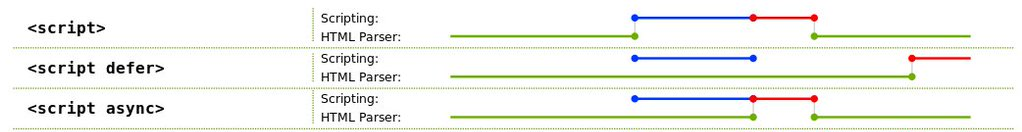 <script>
Scripting:
HTML Parser:
<script defer>
Scripting:
HTML Parser:
<script async>
Scripting:
HTML Parser: